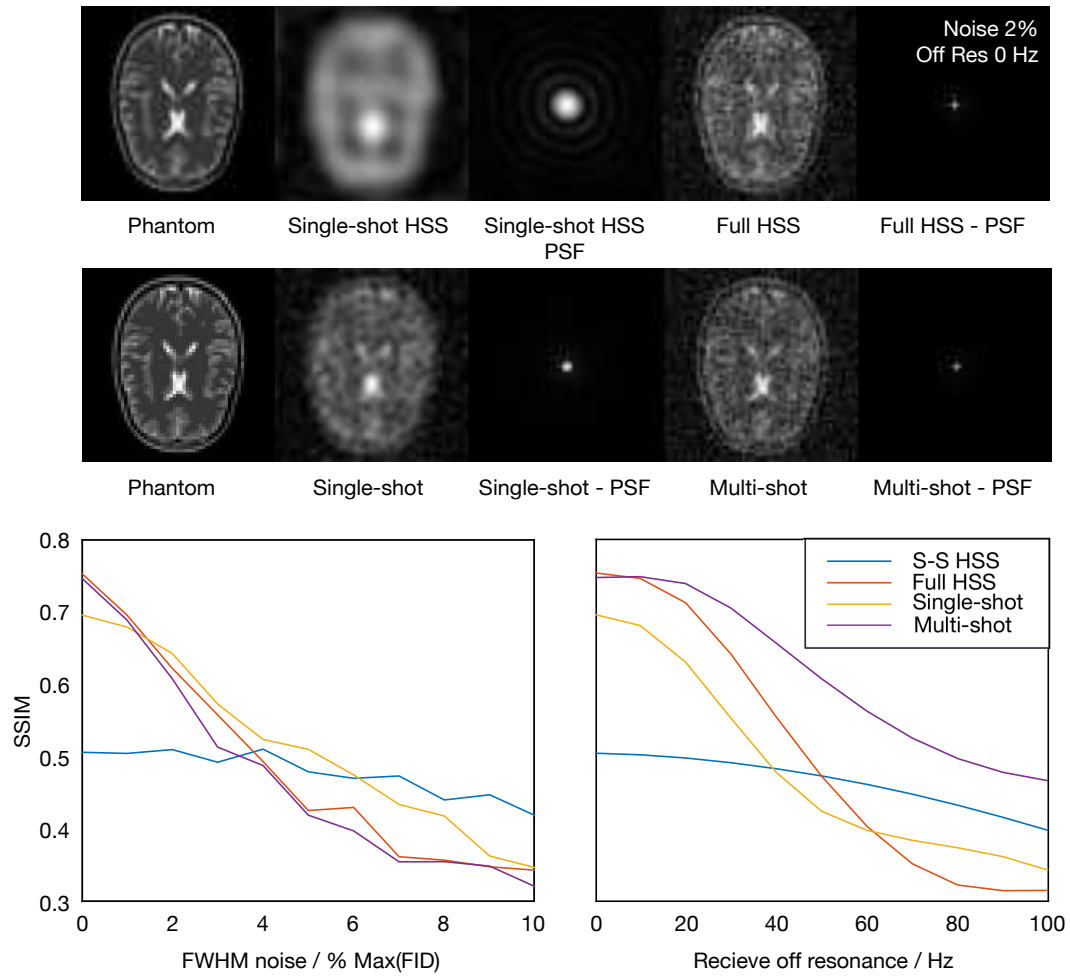 Noise 2%
Off Res 0 Hz
Phantom
Single-shot HSS
Single-shot HSS
PSF
Full HSS
Full HSS - PSF
Phantom
Single-shot
Single-shot - PSF
Multi-shot
Multi-shot - PSF
0.8
0.7
0.6
0.5
0.4
0.3
SSIM
0
2
4
6
8
10
FWHM noise / % Max(FID)
S-S HSS
Full HSS
Single-shot
Multi-shot
0
20
40
60
80
100
Recieve off resonance / Hz